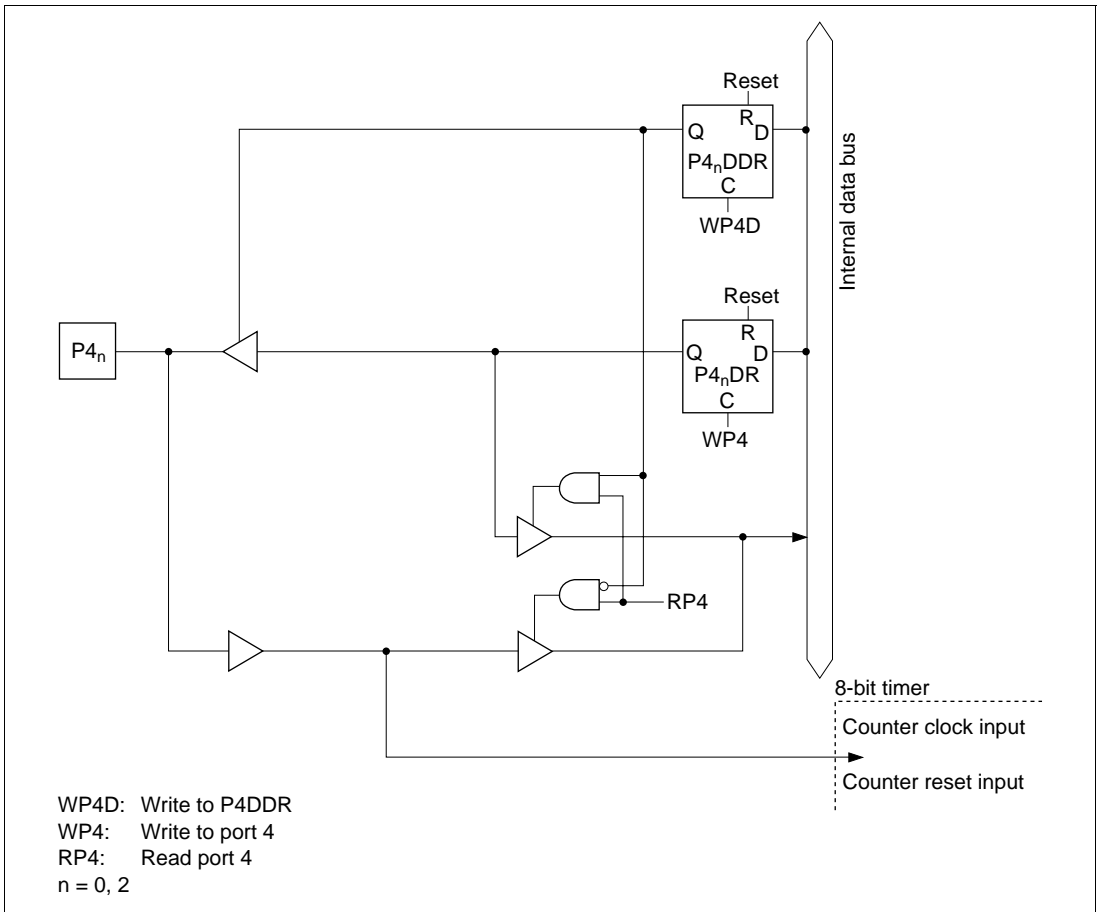 Reset
R
Q D
P4nDDR
C
WP4D
Internal data bus
Reset
R
P4n
Q D
P4nDR
C
WP4
RP4
8-bit timer
Counter clock input
Counter reset input
WP4D: Write to P4DDR
WP4: Write to port 4
RP4: Read port 4
n = 0, 2